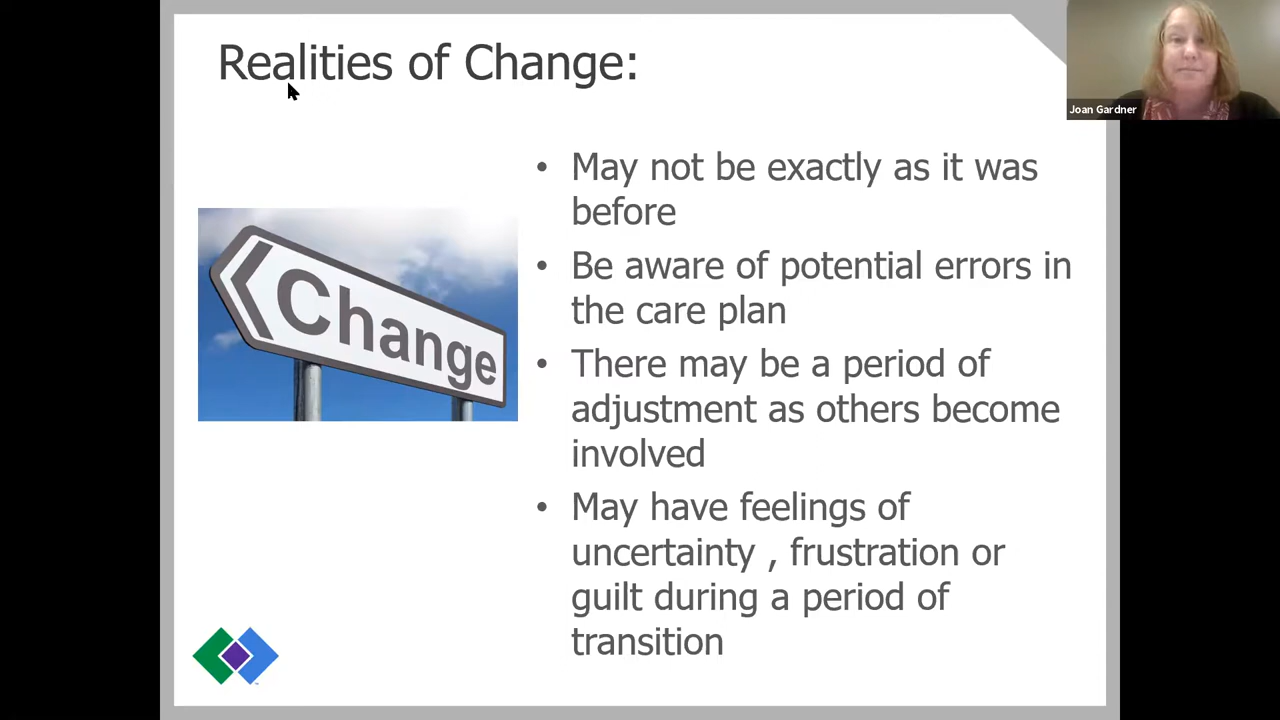 Realities of Change:
Joan Gardner
• May not be exactly as it was
before
• Be aware of potential errors in
the care plan
• There may be a period of
adjustment as others become
involved
• May have feelings of
uncertainty , frustration or
guilt during a period of
transition
Change